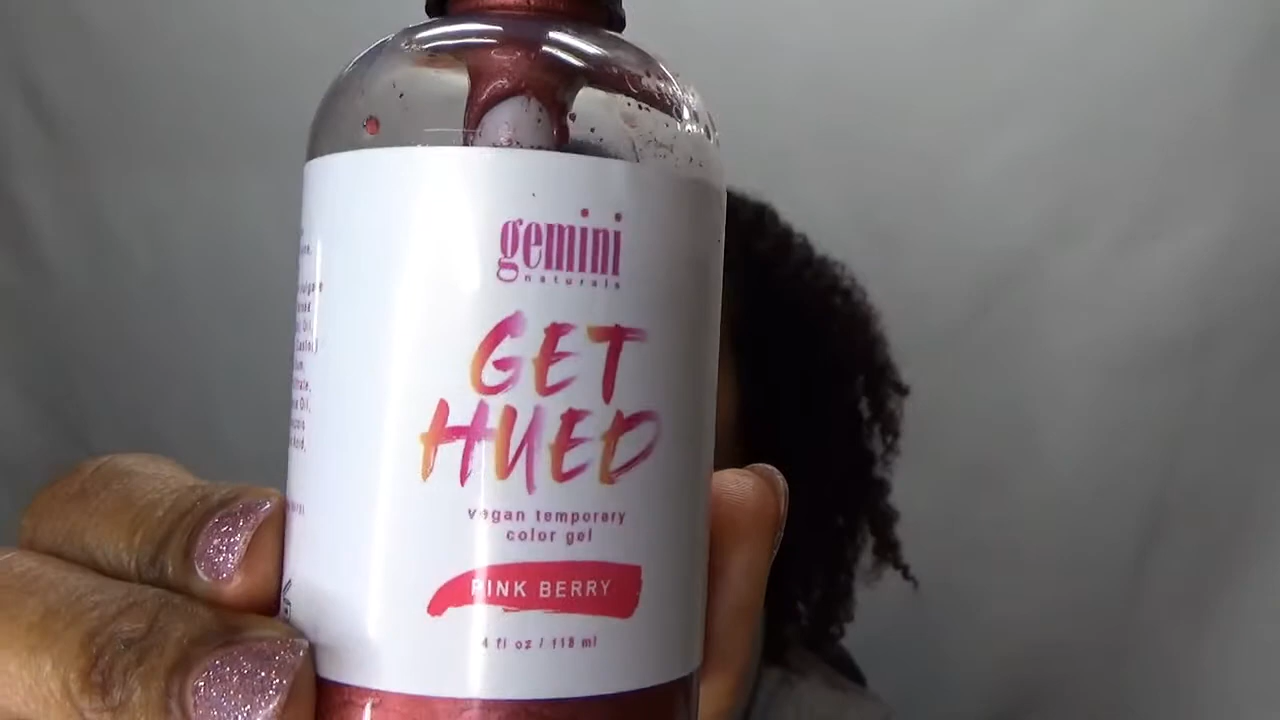 gemini
naturals
GET
HUED
vegan temporary
color gel
PINK BERRY
4 fl oz / 118 ml